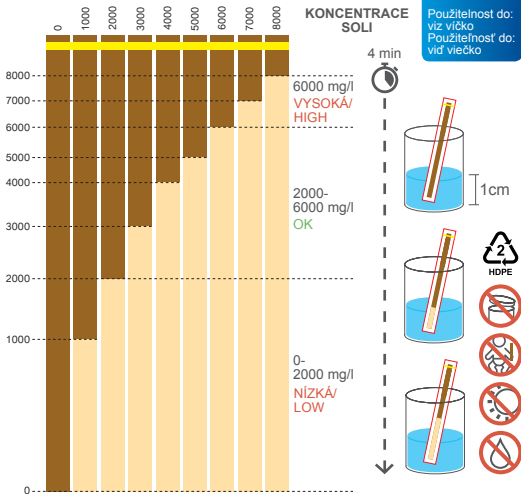 0
1000
2000
3000
4000
5000
6000
7000
8000
KONCENTRACE
SOLI
Použitelnost do:
viz víčko
Použiteľnosť do:
viď viečko
4 min
8000
7000
6000
5000
4000
3000
2000
1000
0
6000 mg/l
VYSOKÁ/
HIGH
2000-
6000 mg/l
OK
0-
2000 mg/l
NÍZKÁ/
LOW
1cm
2
HDPE